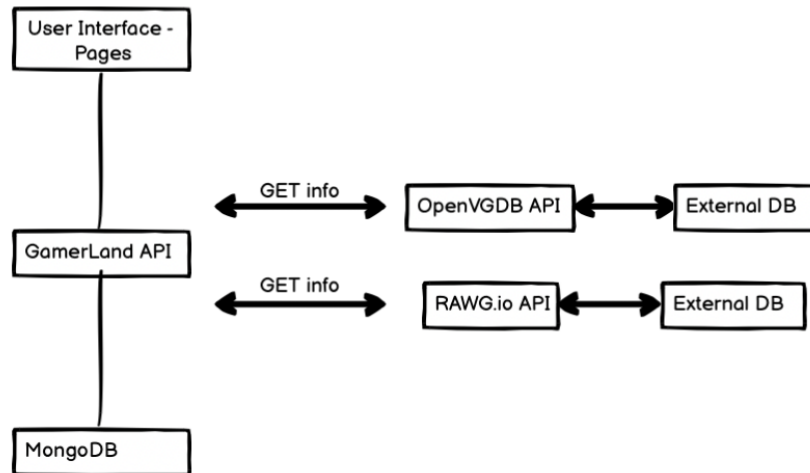 User Interface -
Pages
GET info
OpenVGDB API
External DB
GamerLand API
GET info
RAWG.io API
External DB
MongoDB